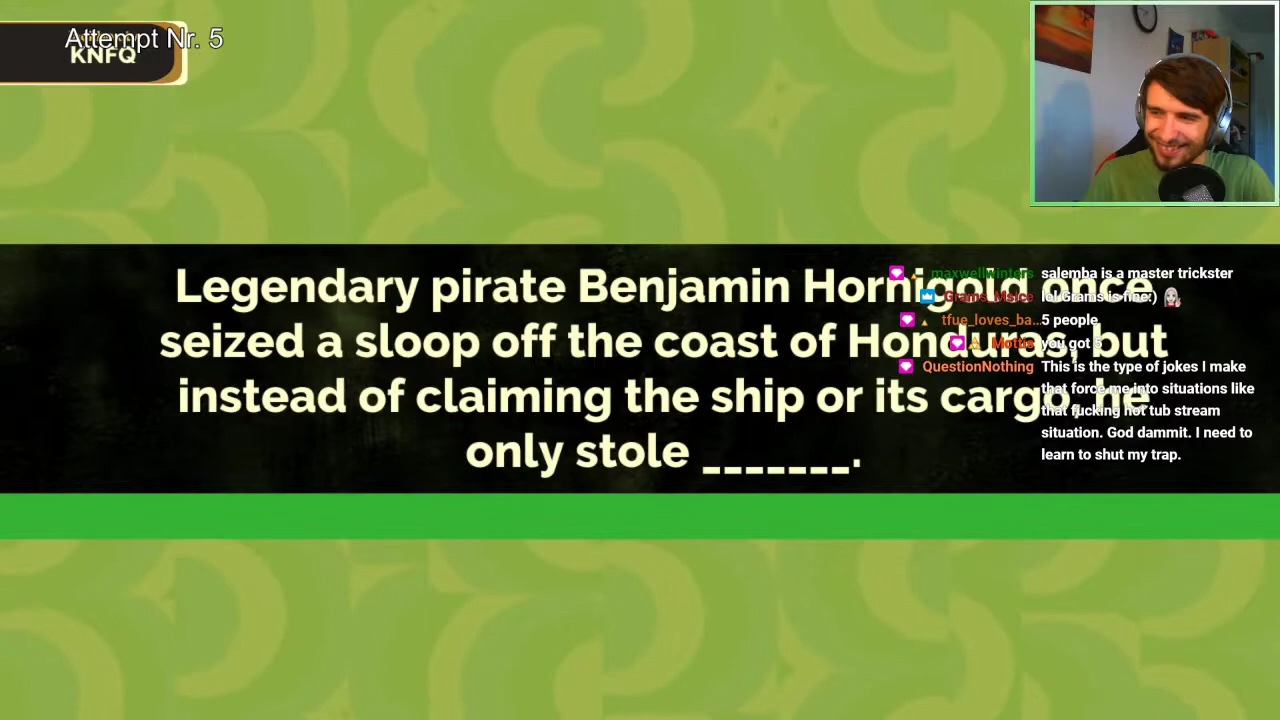 Attempt Nr. 5
KNFQ
Legendary pirate Benjamin Hornigold once
seized a sloop off the coast of Honduras, but
instead of claiming the ship or its cargo, he
only stole _______.
maxwellwinters salemba is a master trickster
lol Grams is fine:)
tfue_loves_ba... 5 people
Mottis you got 5
QuestionNothing This is the type of jokes I make
that force me into situations like
that fucking hot tub stream
situation. God dammit. I need to
learn to shut my trap.